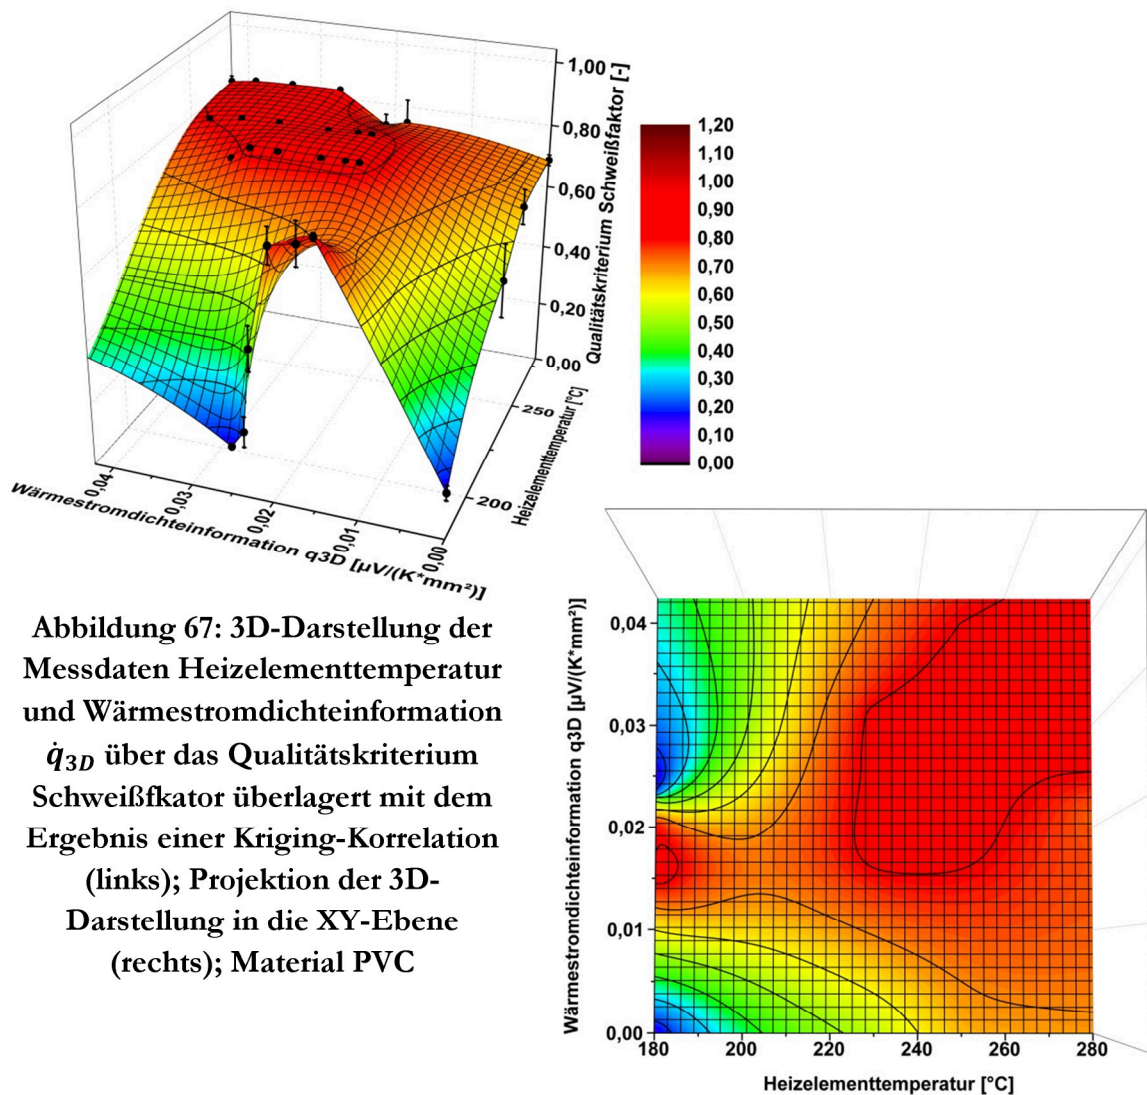 1,00
0,80
0,60
0,40
0,20
0,00
Qualitätskriterium Schweißfaktor [-]
250
200
Heizelementtemperatur [°C]
0,04
0,03
0,02
0,01
0,00
Wärmestromdichteinformation q3D [µV/(K*mm²)]
1,20
1,10
1,00
0,90
0,80
0,70
0,60
0,50
0,40
0,30
0,20
0,10
0,00
Abbildung 67: 3D-Darstellung der
Messdaten Heizelementtemperatur
und Wärmestromdichteinformation
q̇3D über das Qualitätskriterium
Schweißfkator überlagert mit dem
Ergebnis einer Kriging-Korrelation
(links); Projektion der 3D-
Darstellung in die XY-Ebene
(rechts); Material PVC
Wärmestromdichteinformation q3D [µV/(K*mm²)]
0,04
0,03
0,02
0,01
0,00
180 200 220 240 260 280
Heizelementtemperatur [°C]